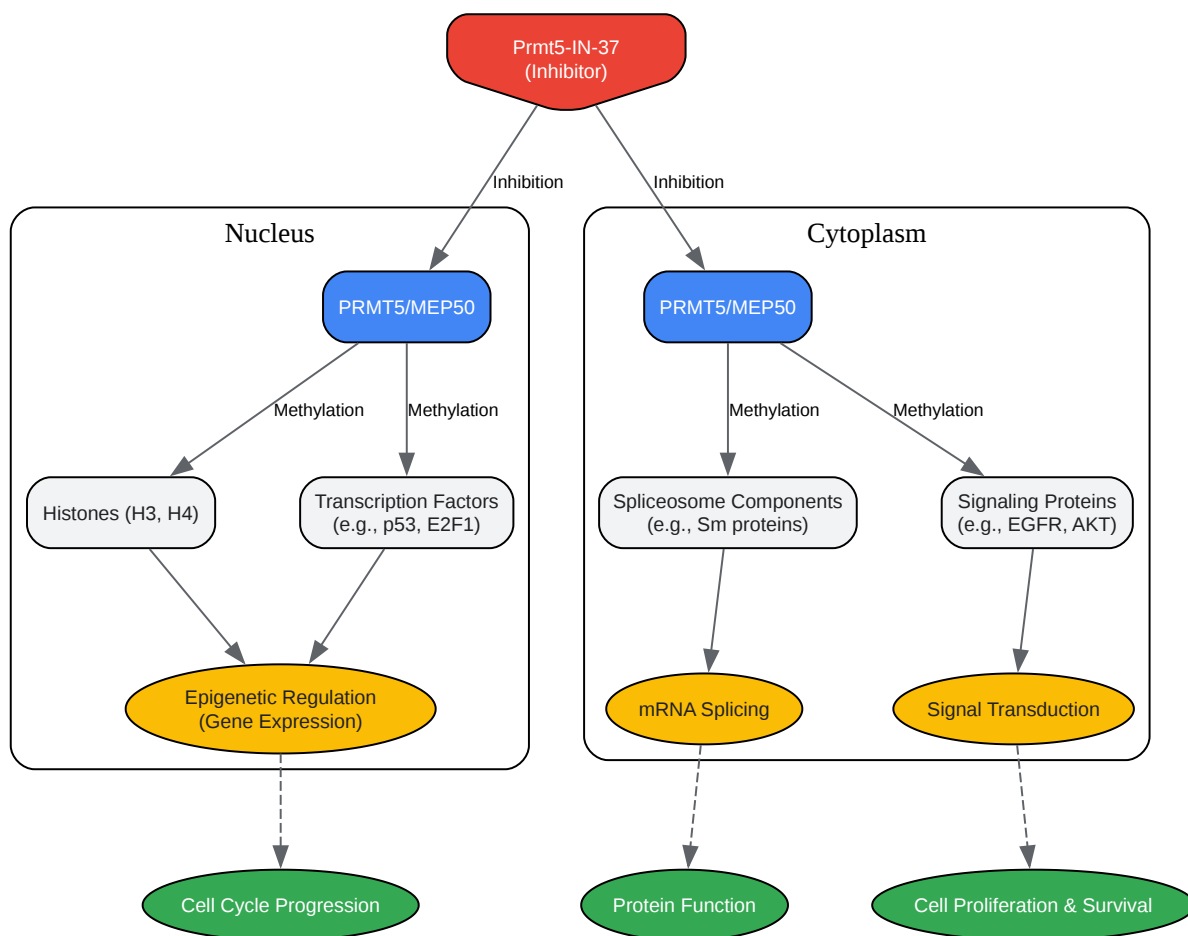 Prmt5-IN-37
(Inhibitor)
Inhibition
Inhibition
Nucleus
Cytoplasm
PRMT5/MEP50
PRMT5/MEP50
Methylation
Methylation
Methylation
Methylation
Histones (H3, H4)
Transcription Factors
(e.g., p53, E2F1)
Spliceosome Components
(e.g., Sm proteins)
Signaling Proteins
(e.g., EGFR, AKT)
Epigenetic Regulation
(Gene Expression)
mRNA Splicing
Signal Transduction
Cell Cycle Progression
Protein Function
Cell Proliferation & Survival